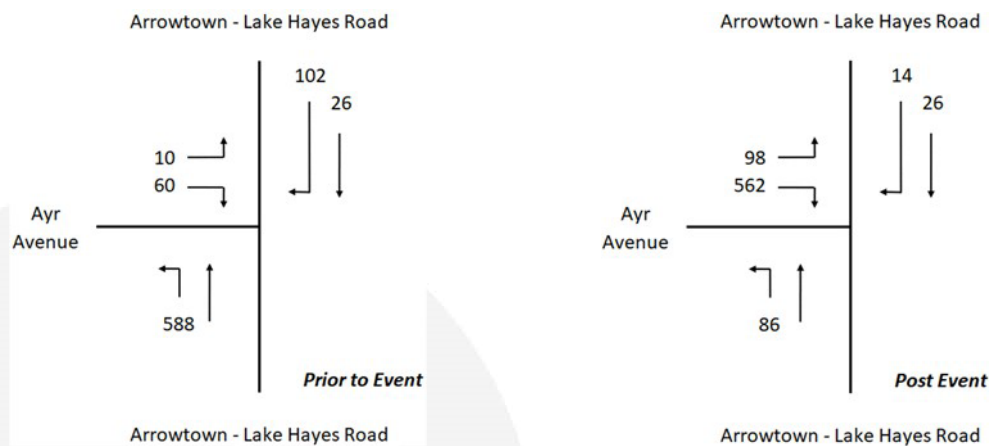 Arrowtown - Lake Hayes Road
102
26
10
60
Ayr
Avenue
588
Prior to Event
Arrowtown - Lake Hayes Road
Arrowtown - Lake Hayes Road
14
26
98
562
Ayr
Avenue
86
Post Event
Arrowtown - Lake Hayes Road